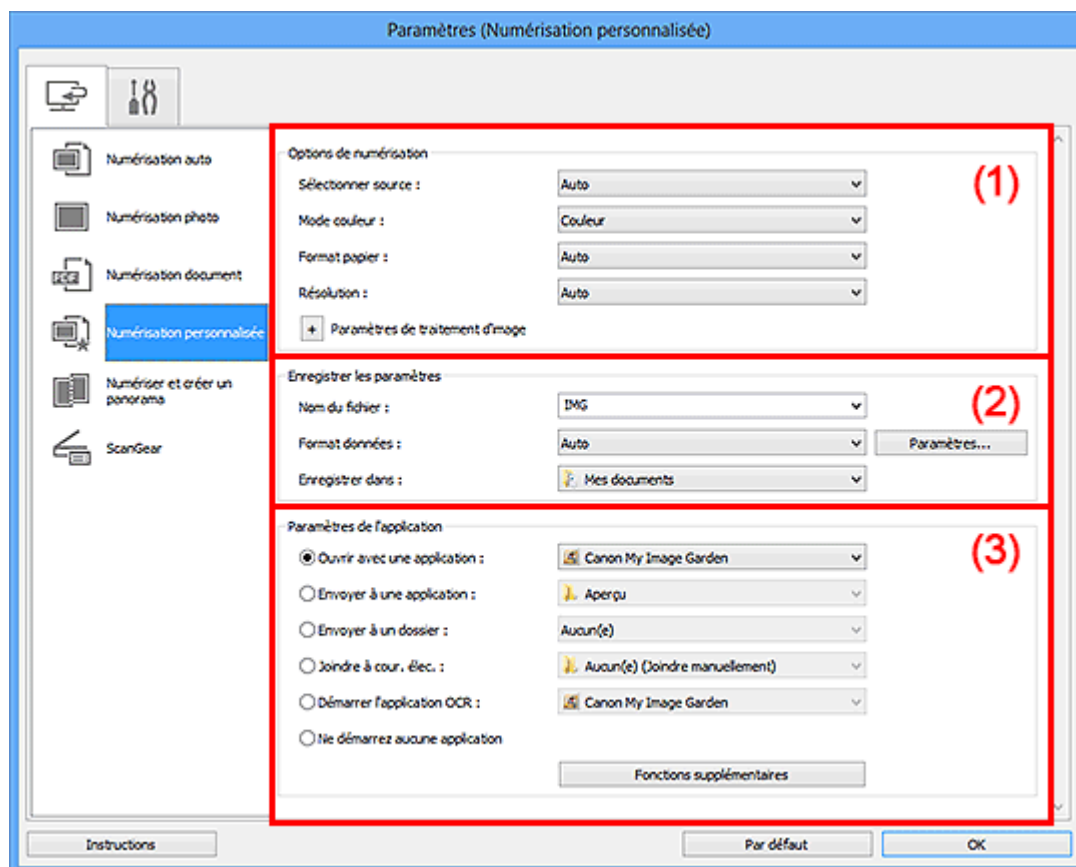 Paramètres (Numérisation personnalisée)
Numérisation auto
Numérisation photo
Numérisation document
Numérisation personnalisée
Numériser et créer un
panorama
ScanGear
Options de numérisation
(1)
Sélectionner source : Auto
Mode couleur : Couleur
Format papier : Auto
Résolution : Auto
+ Paramètres de traitement d'image
Enregistrer les paramètres
(2)
Nom du fichier : IMG
Format données : Auto Paramètres...
Enregistrer dans : Mes documents
Paramètres de l'application
(3)
Ouvrir avec une application : Canon My Image Garden
Envoyer à une application : Aperçu
Envoyer à un dossier : Aucun(e)
Joindre à cour. élec. : Aucun(e) (Joindre manuellement)
Démarrer l'application OCR : Canon My Image Garden
Ne démarrez aucune application
Fonctions supplémentaires
Instructions Par défaut OK